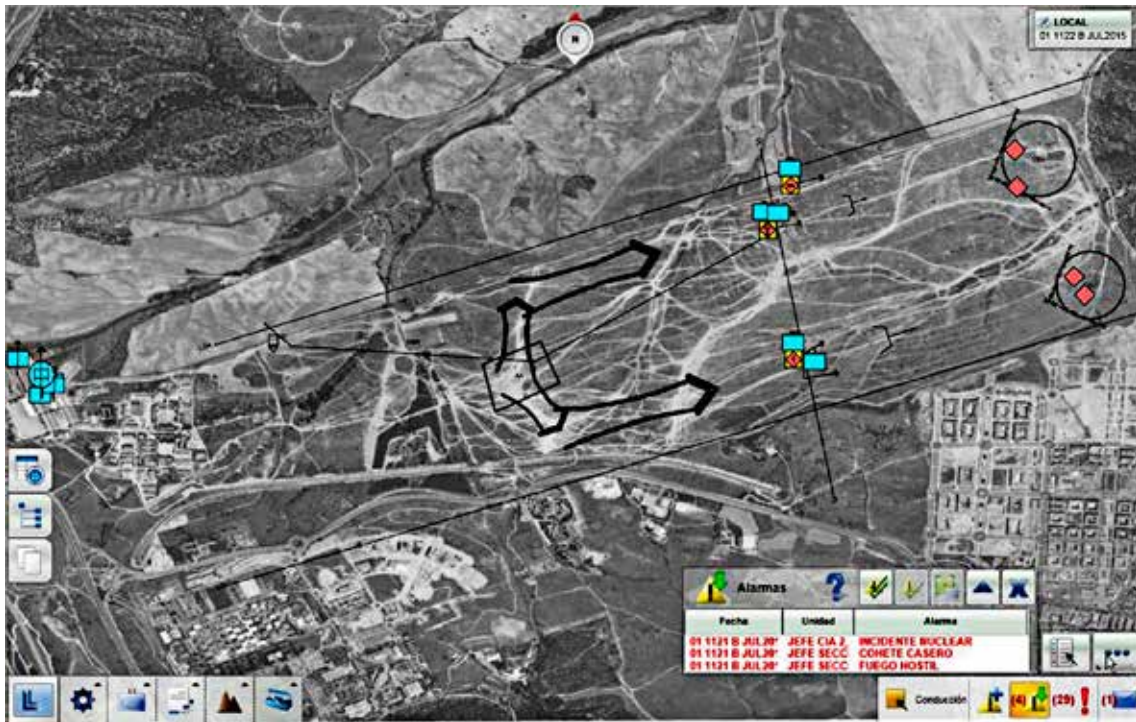 N
LOCAL
01 1122 B JUL2015
Alarmas
Fecha Unidad Alarma
01 1121 B JUL20* JEFE CIA 2 INCIDENTE NUCLEAR
01 1121 B JUL20* JEFE SECC COHETE CASERO
01 1121 B JUL20* JEFE SECC FUEGO HOSTIL
Conducción (4) (29) (1)